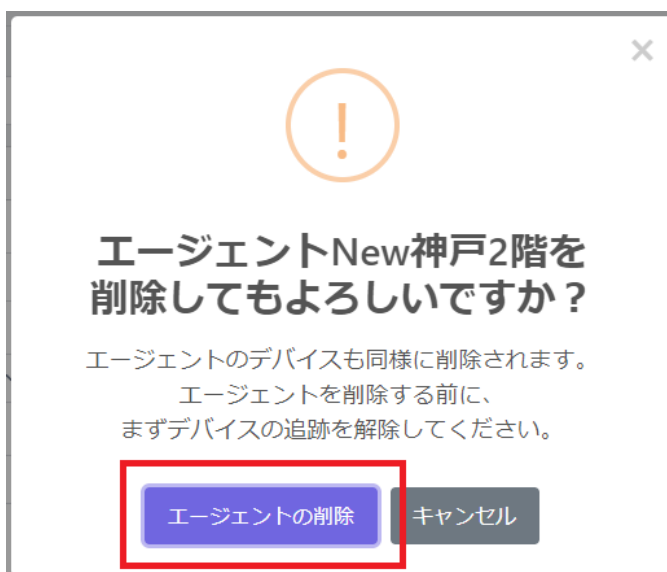 エージェントNew神戸2階を
削除してもよろしいですか？
エージェントのデバイスも同様に削除されます。
エージェントを削除する前に、
まずデバイスの追跡を解除してください。
エージェントの削除 キャンセル